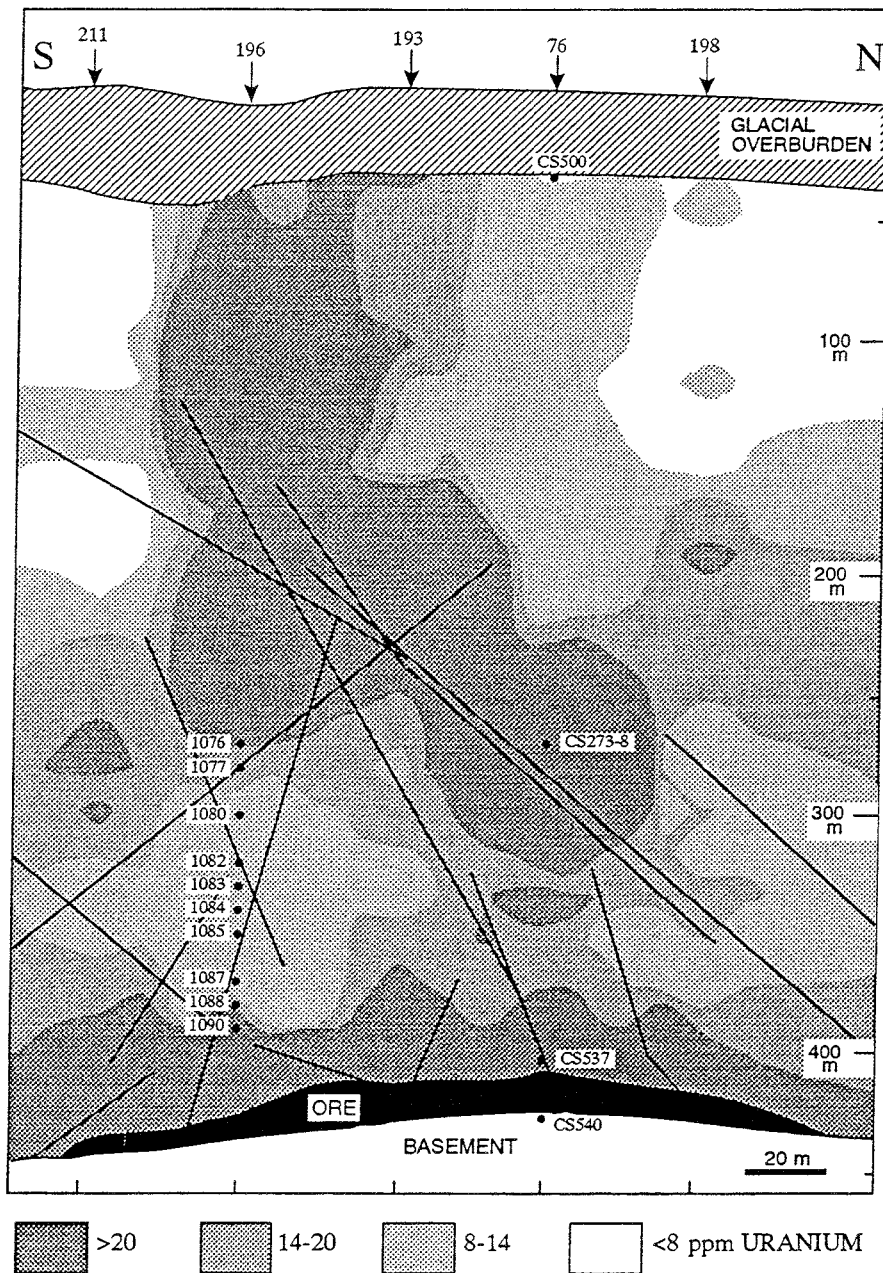 S 211 196 193 76 198 N
GLACIAL
OVERBURDEN
CS500
100
m
200
m
1076
CS273-8
1077
1080
300
m
1082
1083
1084
1085
1087
1088
1090
400
m
CS537
ORE
CS540
BASEMENT
20 m
>20 14-20 8-14 <8 ppm URANIUM